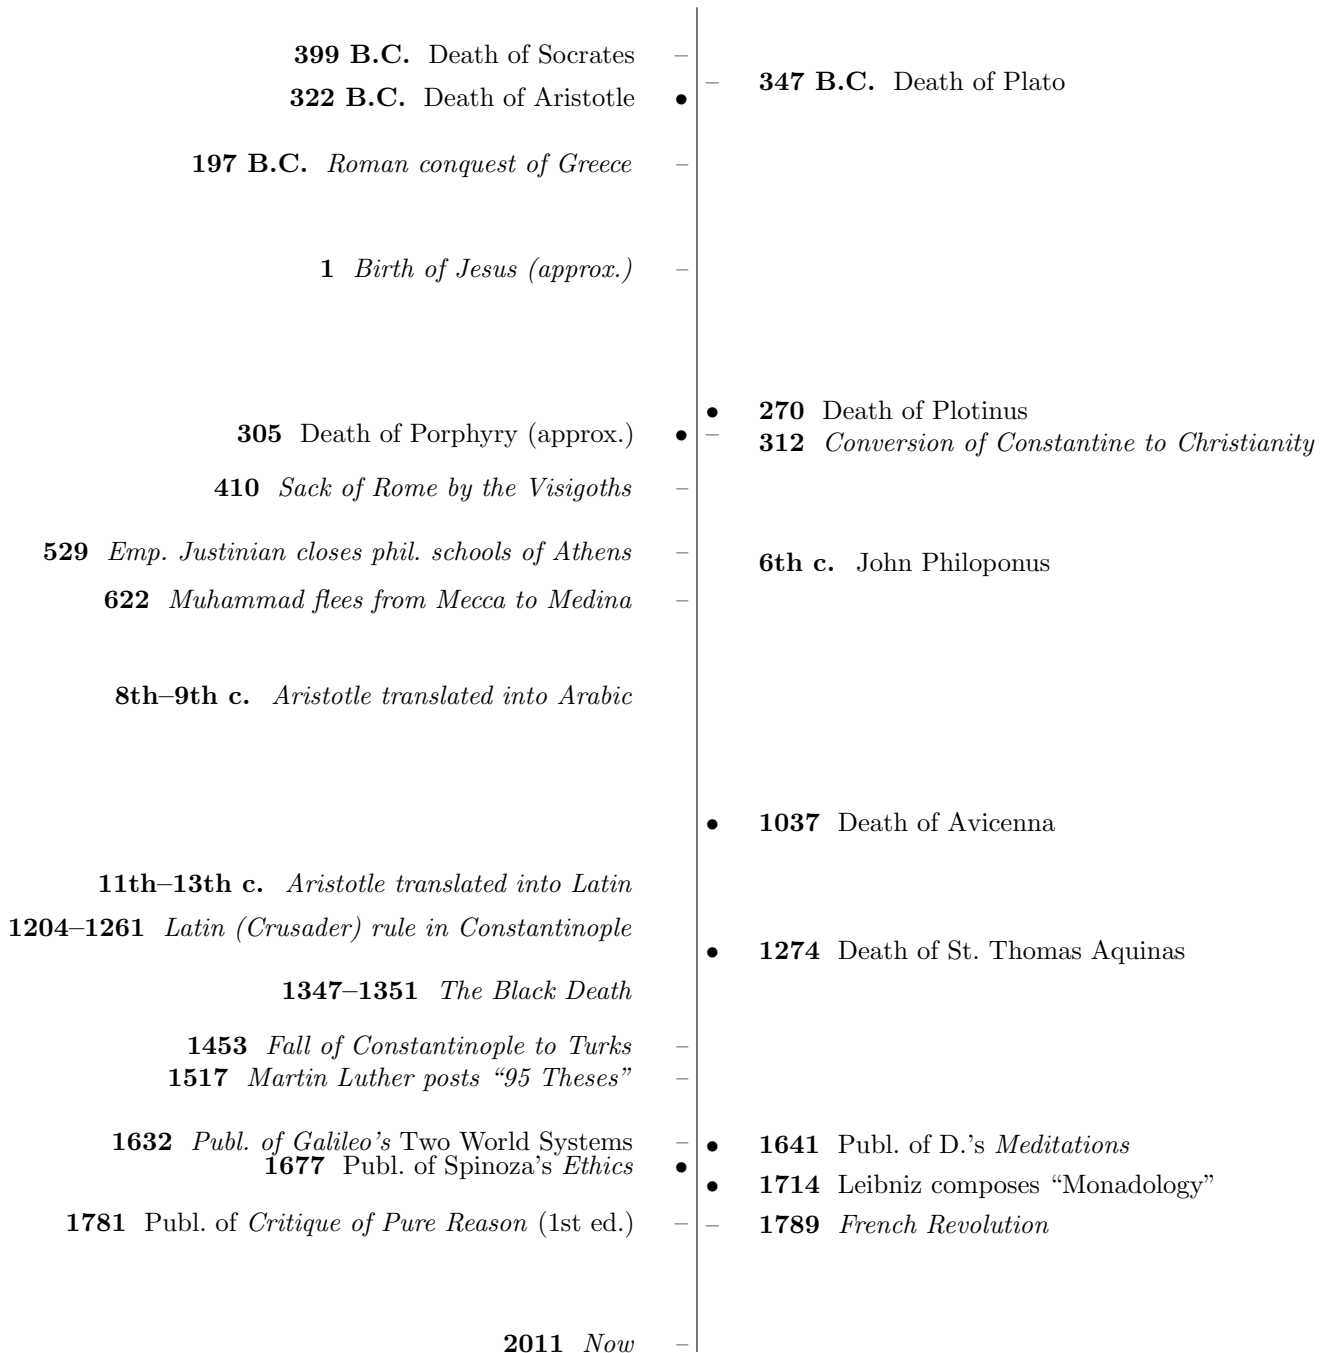 399 B.C. Death of Socrates
347 B.C. Death of Plato
322 B.C. Death of Aristotle
197 B.C. Roman conquest of Greece
1 Birth of Jesus (approx.)
270 Death of Plotinus
305 Death of Porphyry (approx.)
312 Conversion of Constantine to Christianity
410 Sack of Rome by the Visigoths
529 Emp. Justinian closes phil. schools of Athens
6th c. John Philoponus
622 Muhammad flees from Mecca to Medina
8th–9th c. Aristotle translated into Arabic
1037 Death of Avicenna
11th–13th c. Aristotle translated into Latin
1204–1261 Latin (Crusader) rule in Constantinople
1274 Death of St. Thomas Aquinas
1347–1351 The Black Death
1453 Fall of Constantinople to Turks
1517 Martin Luther posts “95 Theses”
1632 Publ. of Galileo’s Two World Systems
1641 Publ. of D.’s Meditations
1677 Publ. of Spinoza’s Ethics
1714 Leibniz composes “Monadology”
1781 Publ. of Critique of Pure Reason (1st ed.)
1789 French Revolution
2011 Now